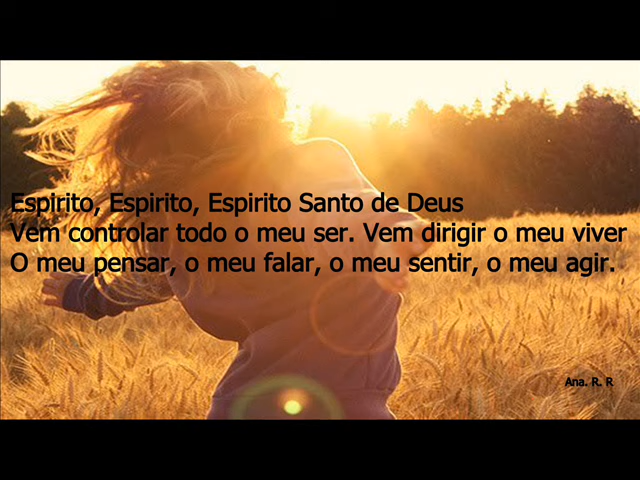 Espirito, Espirito, Espirito Santo de Deus
Vem controlar todo o meu ser. Vem dirigir o meu viver
O meu pensar, o meu falar, o meu sentir, o meu agir.
Ana. R. R